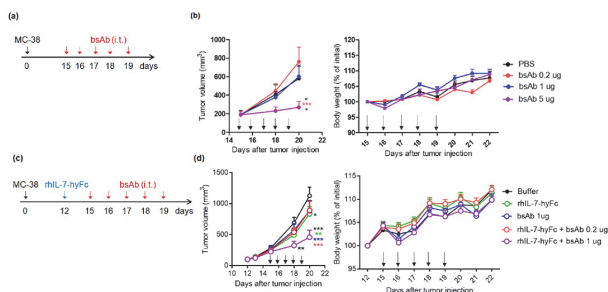 (a)
MC-38
bsAb (i.t.)
0 15 16 17 18 19 days
(b)
Tumor volume (mm3)
1000
800
600
400
200
0
14 16 18 20 22
Days after tumor injection
*
***
*
Body weight (% of initial)
120
115
110
105
100
95
90
15 16 17 18 19 20 21 22
Days after tumor injection
PBS
bsAb 0.2 ug
bsAb 1 ug
bsAb 5 ug
(c)
MC-38 rhIL-7-hyFc
bsAb (i.t.)
0 12 15 16 17 18 19 days
(d)
Tumor volume (mm3)
1500
1000
500
0
10 12 14 16 18 20 22
Days after tumor injection
*
***
**
***
***
**
Body weight (% of initial)
115
110
105
100
95
12 15 16 17 18 19 20 21 22
Days after tumor injection
Buffer
rhIL-7-hyFc
bsAb 1ug
rhIL-7-hyFc + bsAb 0.2 ug
rhIL-7-hyFc + bsAb 1 ug